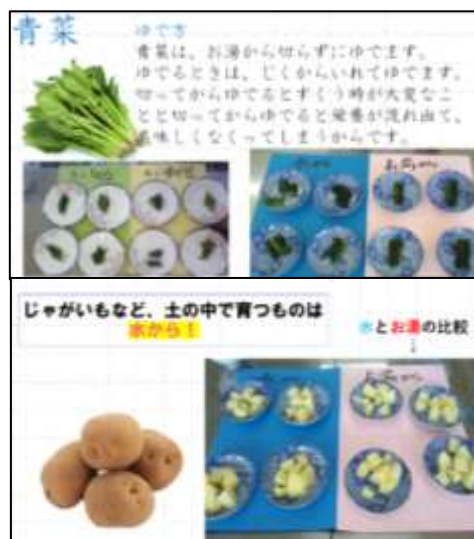 青菜
ゆで方
青菜は、お湯から切らずにゆでます。
ゆでるときは、じくからいれてゆでます。
切ってからゆでるとすくう時が大変なこ
とと切ってからゆでると栄養が流れ出て、
美味しくなくなってしまうからです。
じゃがいもなど、土の中で育つものは
水から！
水とお湯の比較
↓